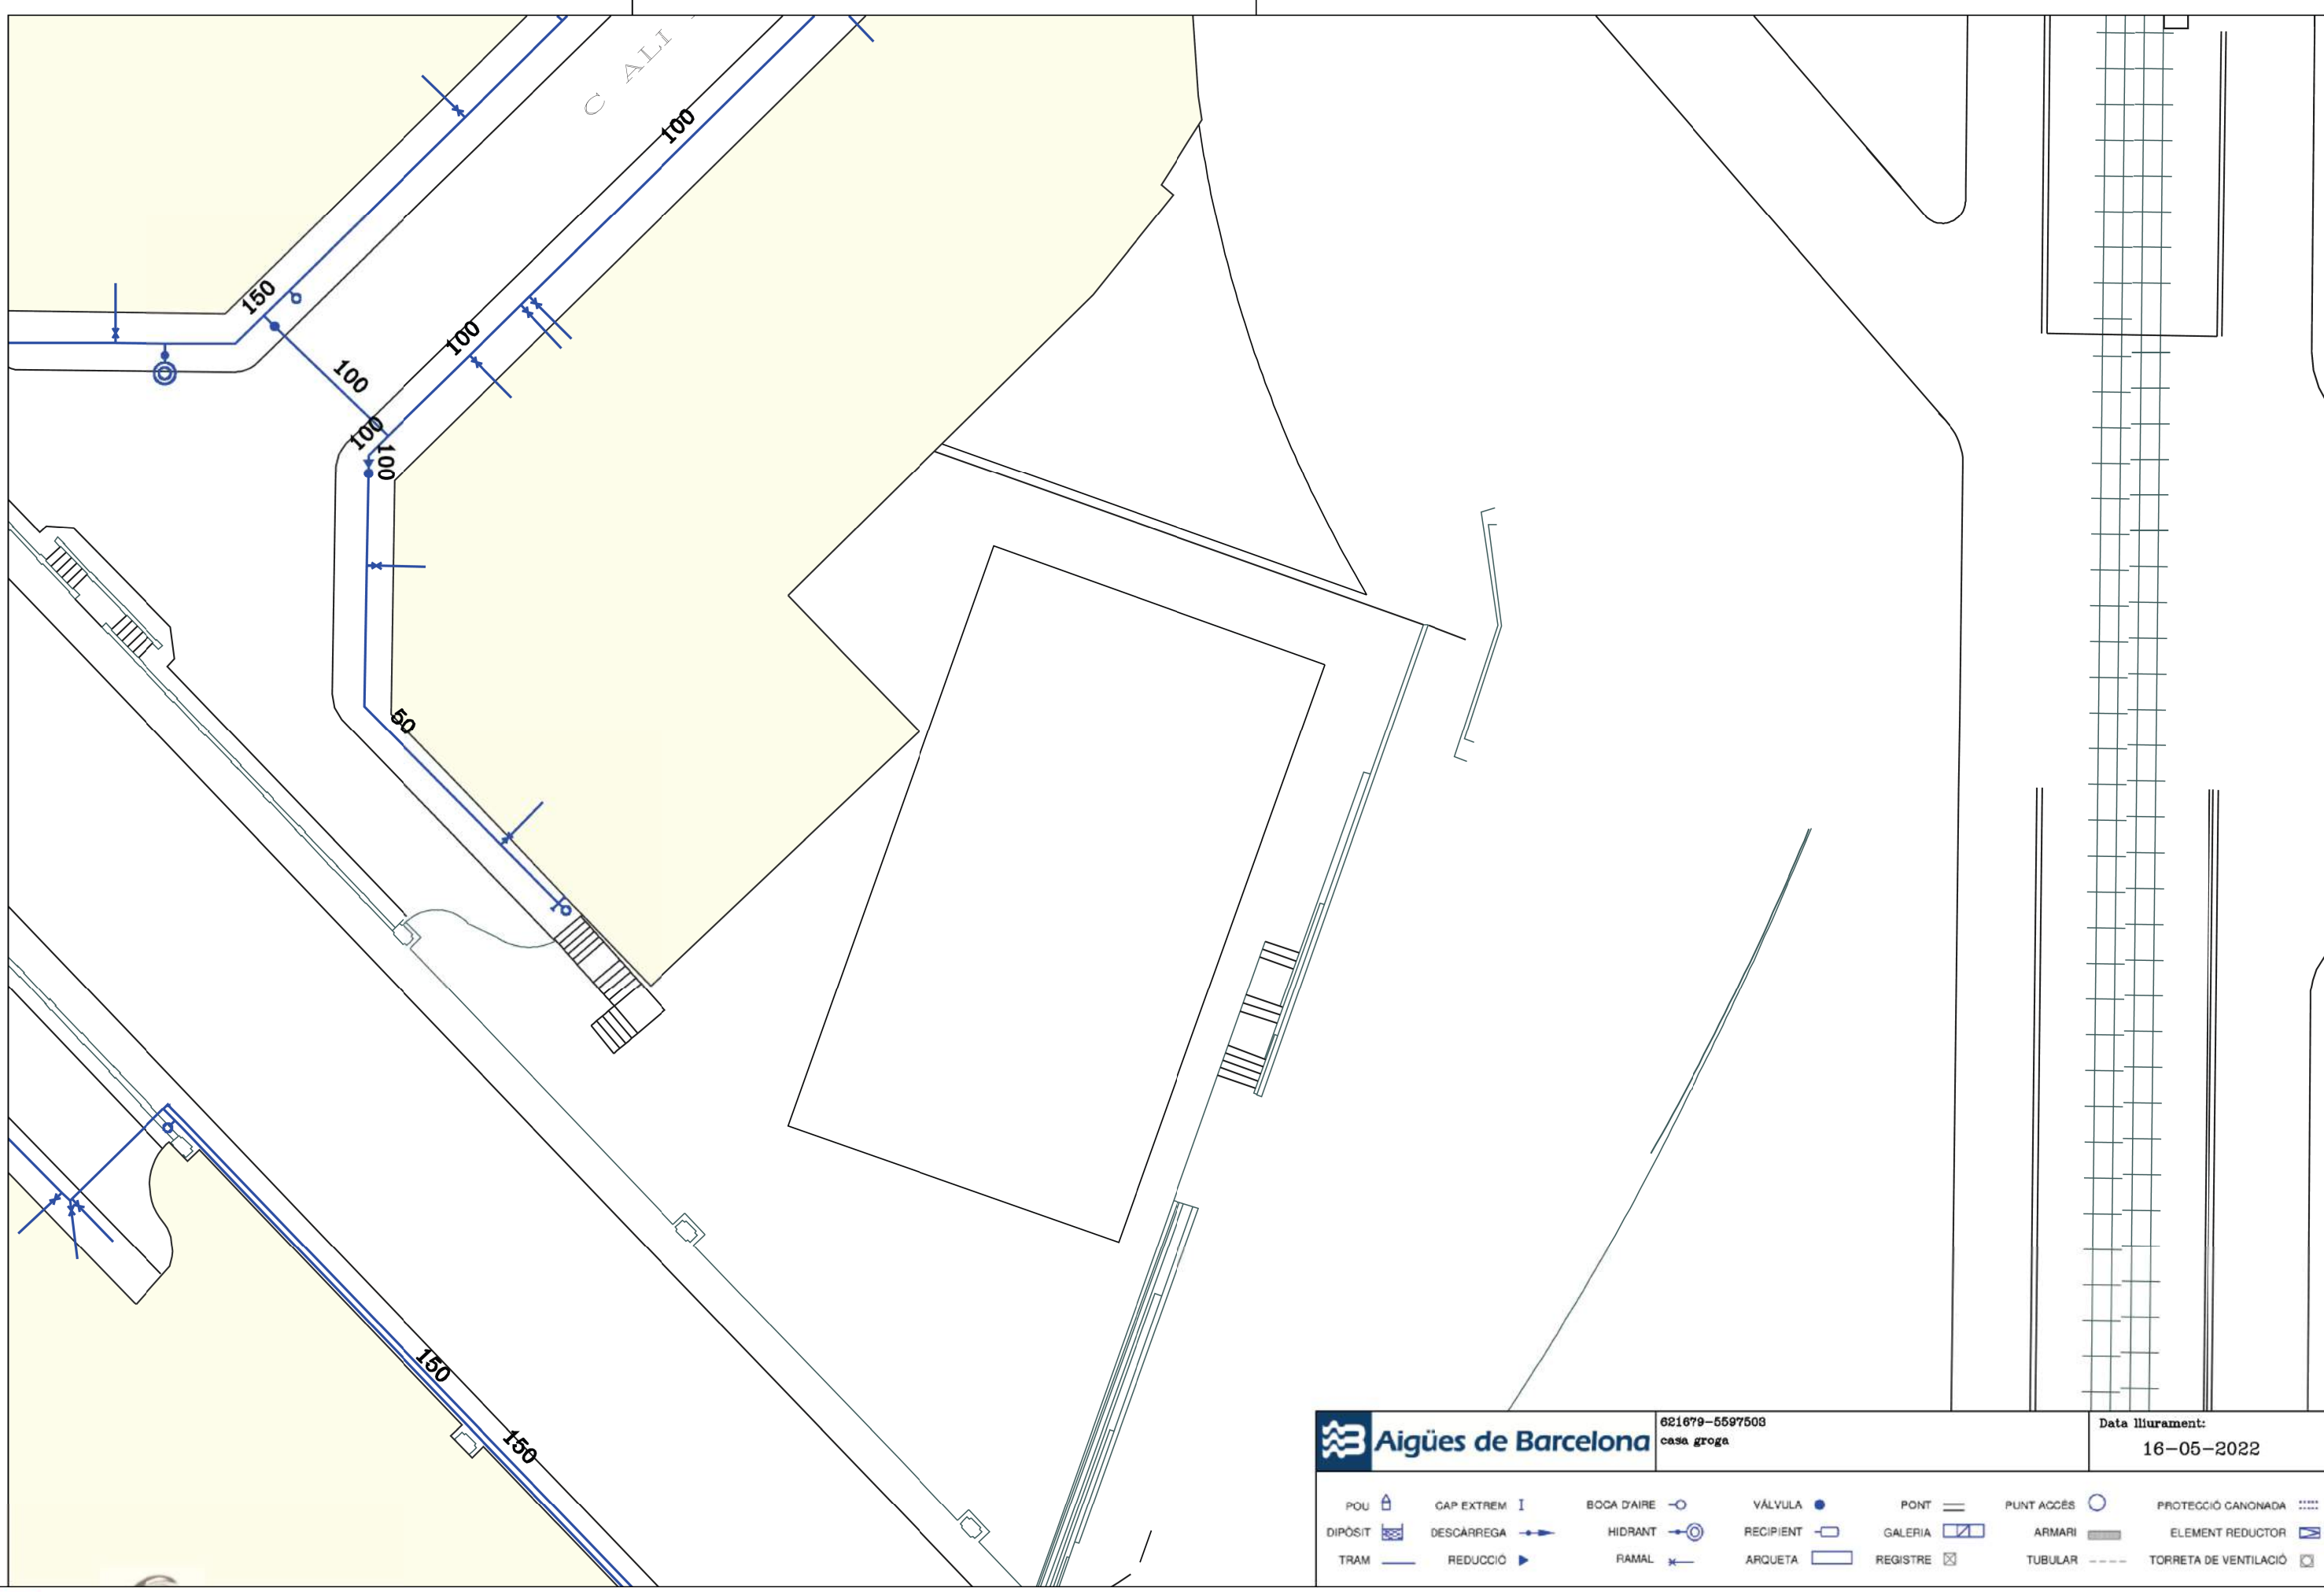 C ALI
100
150
100
100
100
100
50
150
150
Aigües de Barcelona
621679-5597503
casa groga
Data lliurament:
16-05-2022
POU CAP EXTREM BOCA D'AIRE VÀLVULA PONT PUNT ACCÉS PROTECCIÓ CANONADA
DIPÒSIT DESCÀRREGA HIDRANT RECIPIENT GALERIA ARMARI ELEMENT REDUCTOR
TRAM REDUCCIÓ RAMAL ARQUETA REGISTRE TUBULAR TORRETA DE VENTILACIÓ